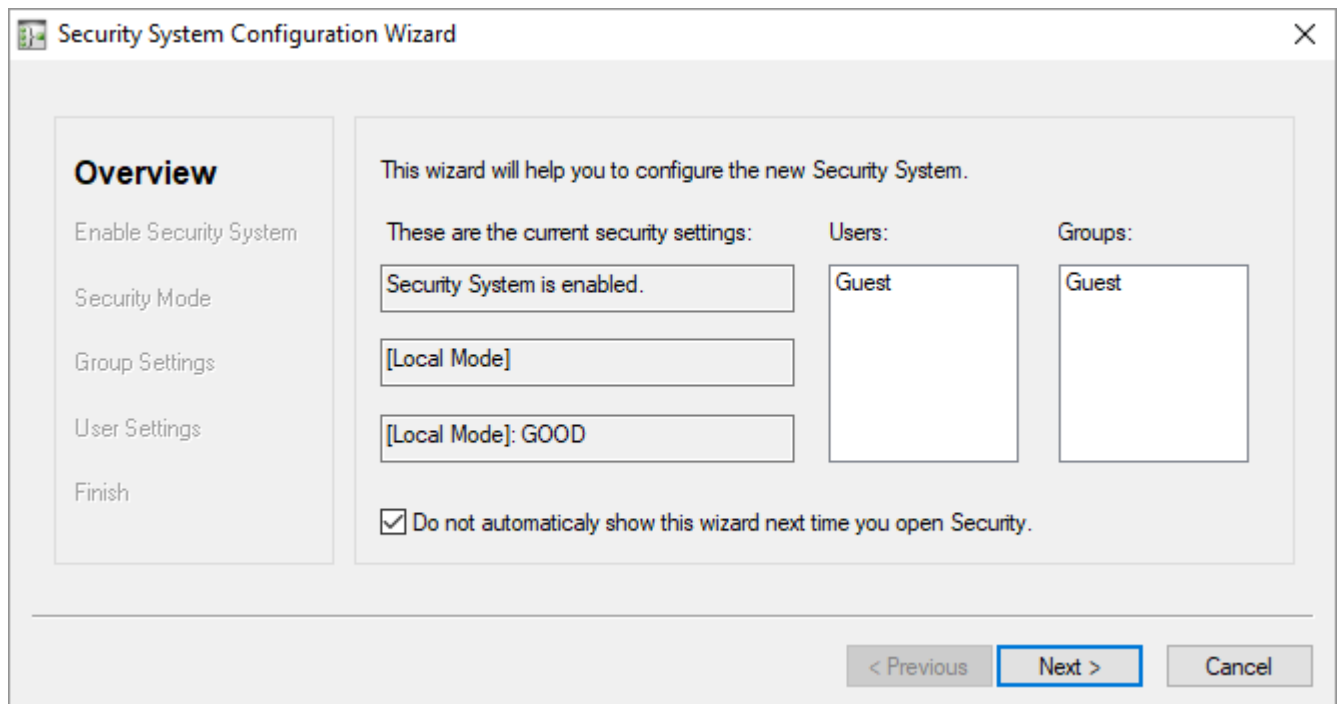 Security System Configuration Wizard
Overview
Enable Security System
Security Mode
Group Settings
User Settings
Finish
This wizard will help you to configure the new Security System.
These are the current security settings:
Users:
Groups:
Security System is enabled.
Guest
Guest
[Local Mode]
[Local Mode]: GOOD
Do not automaticaly show this wizard next time you open Security.
< Previous
Next >
Cancel